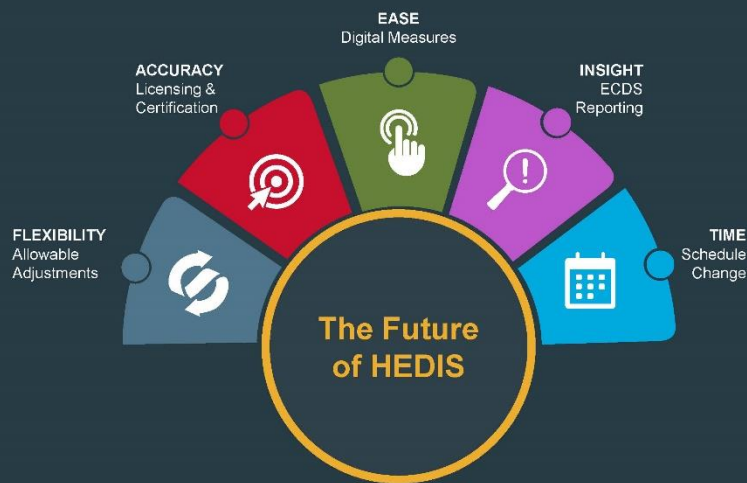 EASE
Digital Measures
ACCURACY
Licensing &
Certification
INSIGHT
ECDS
Reporting
FLEXIBILITY
Allowable
Adjustments
TIME
Schedule
Change
The Future
of HEDIS